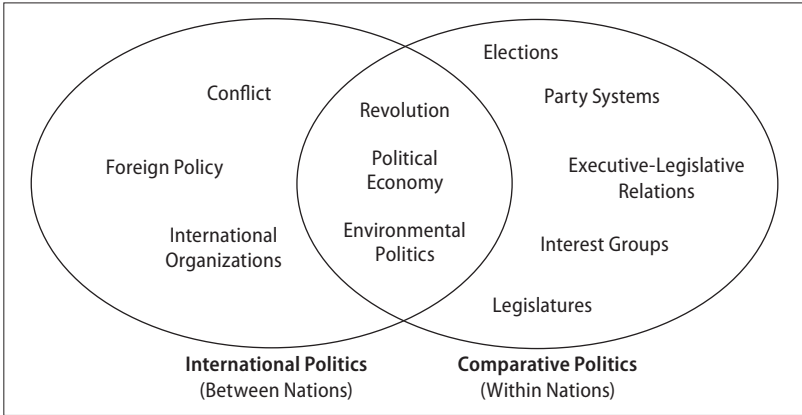 Conflict
Foreign Policy
International
Organizations
Revolution
Political
Economy
Environmental
Politics
Elections
Party Systems
Executive-Legislative
Relations
Interest Groups
Legislatures
International Politics
(Between Nations)
Comparative Politics
(Within Nations)